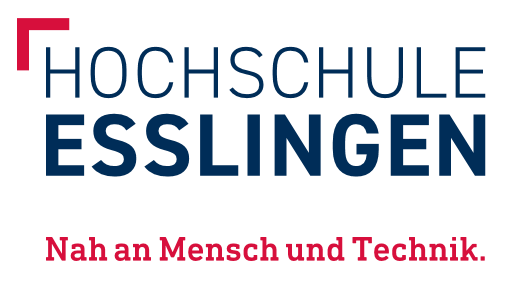 HOCHSCHULE
ESSLINGEN
Nah an Mensch und Technik.